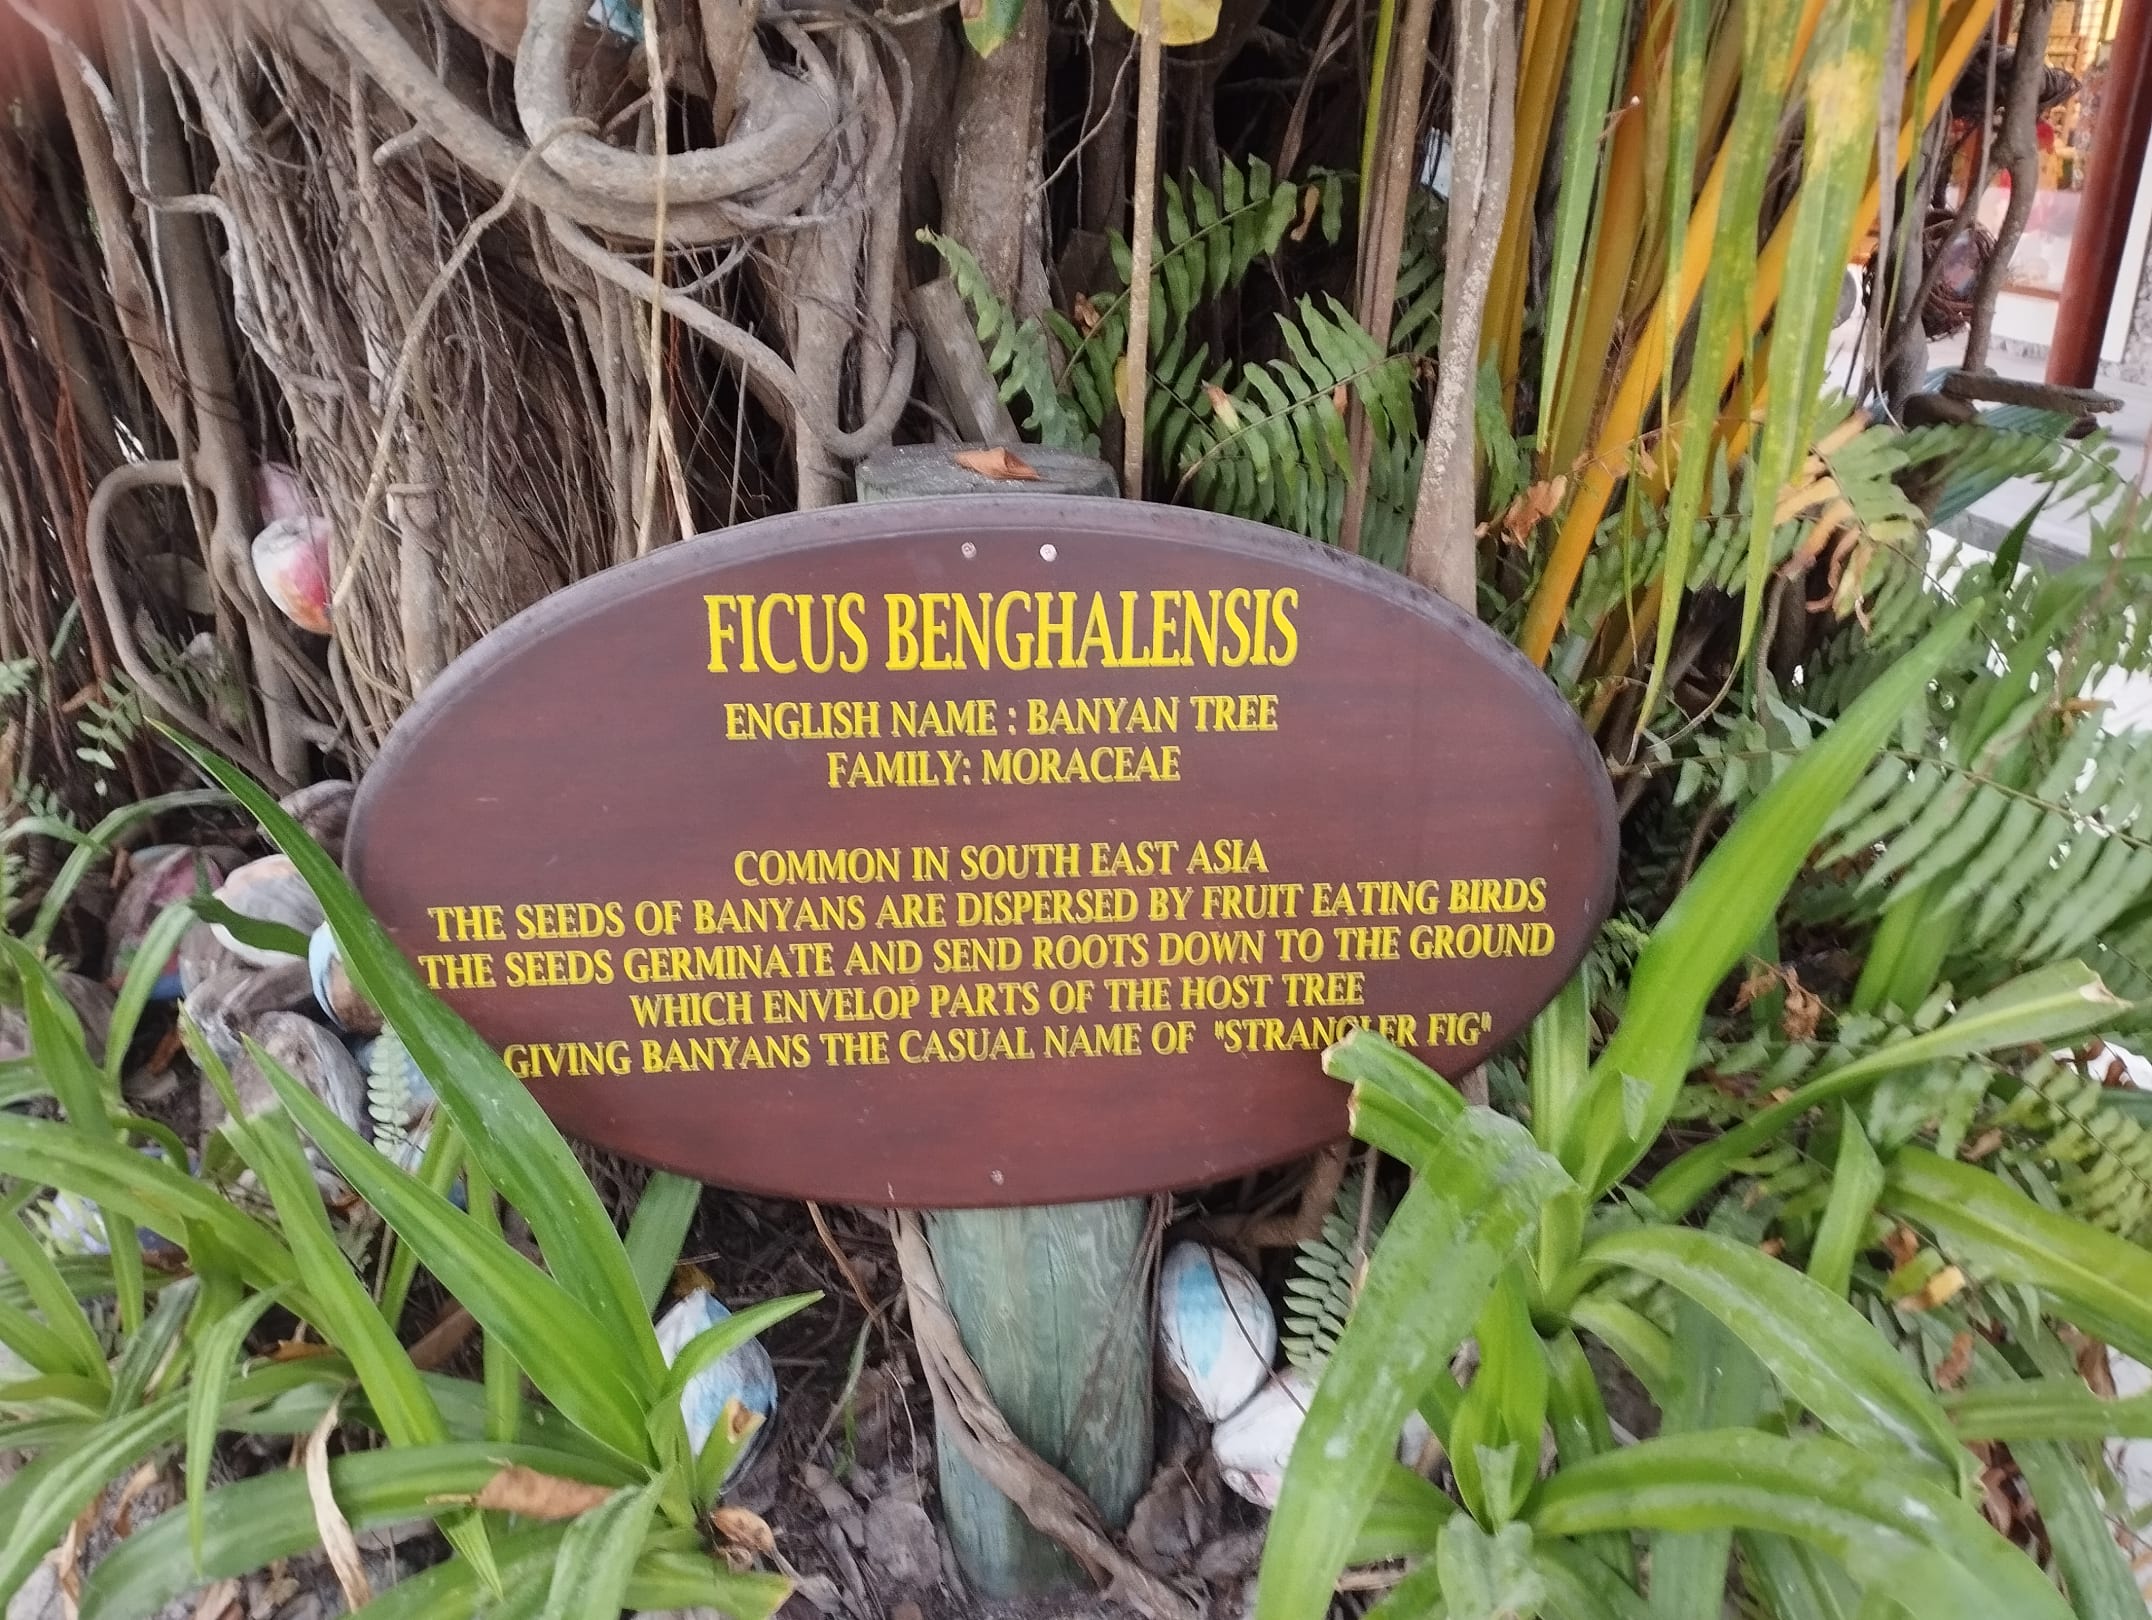 FICUS BENGHALENSIS
ENGLISH NAME : BANYAN TREE
FAMILY: MORACEAE
COMMON IN SOUTH EAST ASIA
THE SEEDS OF BANYANS ARE DISPERSED BY FRUIT EATING BIRDS
THE SEEDS GERMINATE AND SEND ROOTS DOWN TO THE GROUND
WHICH ENVELOP PARTS OF THE HOST TREE
GIVING BANYANS THE CASUAL NAME OF "STRANGLER FIG"